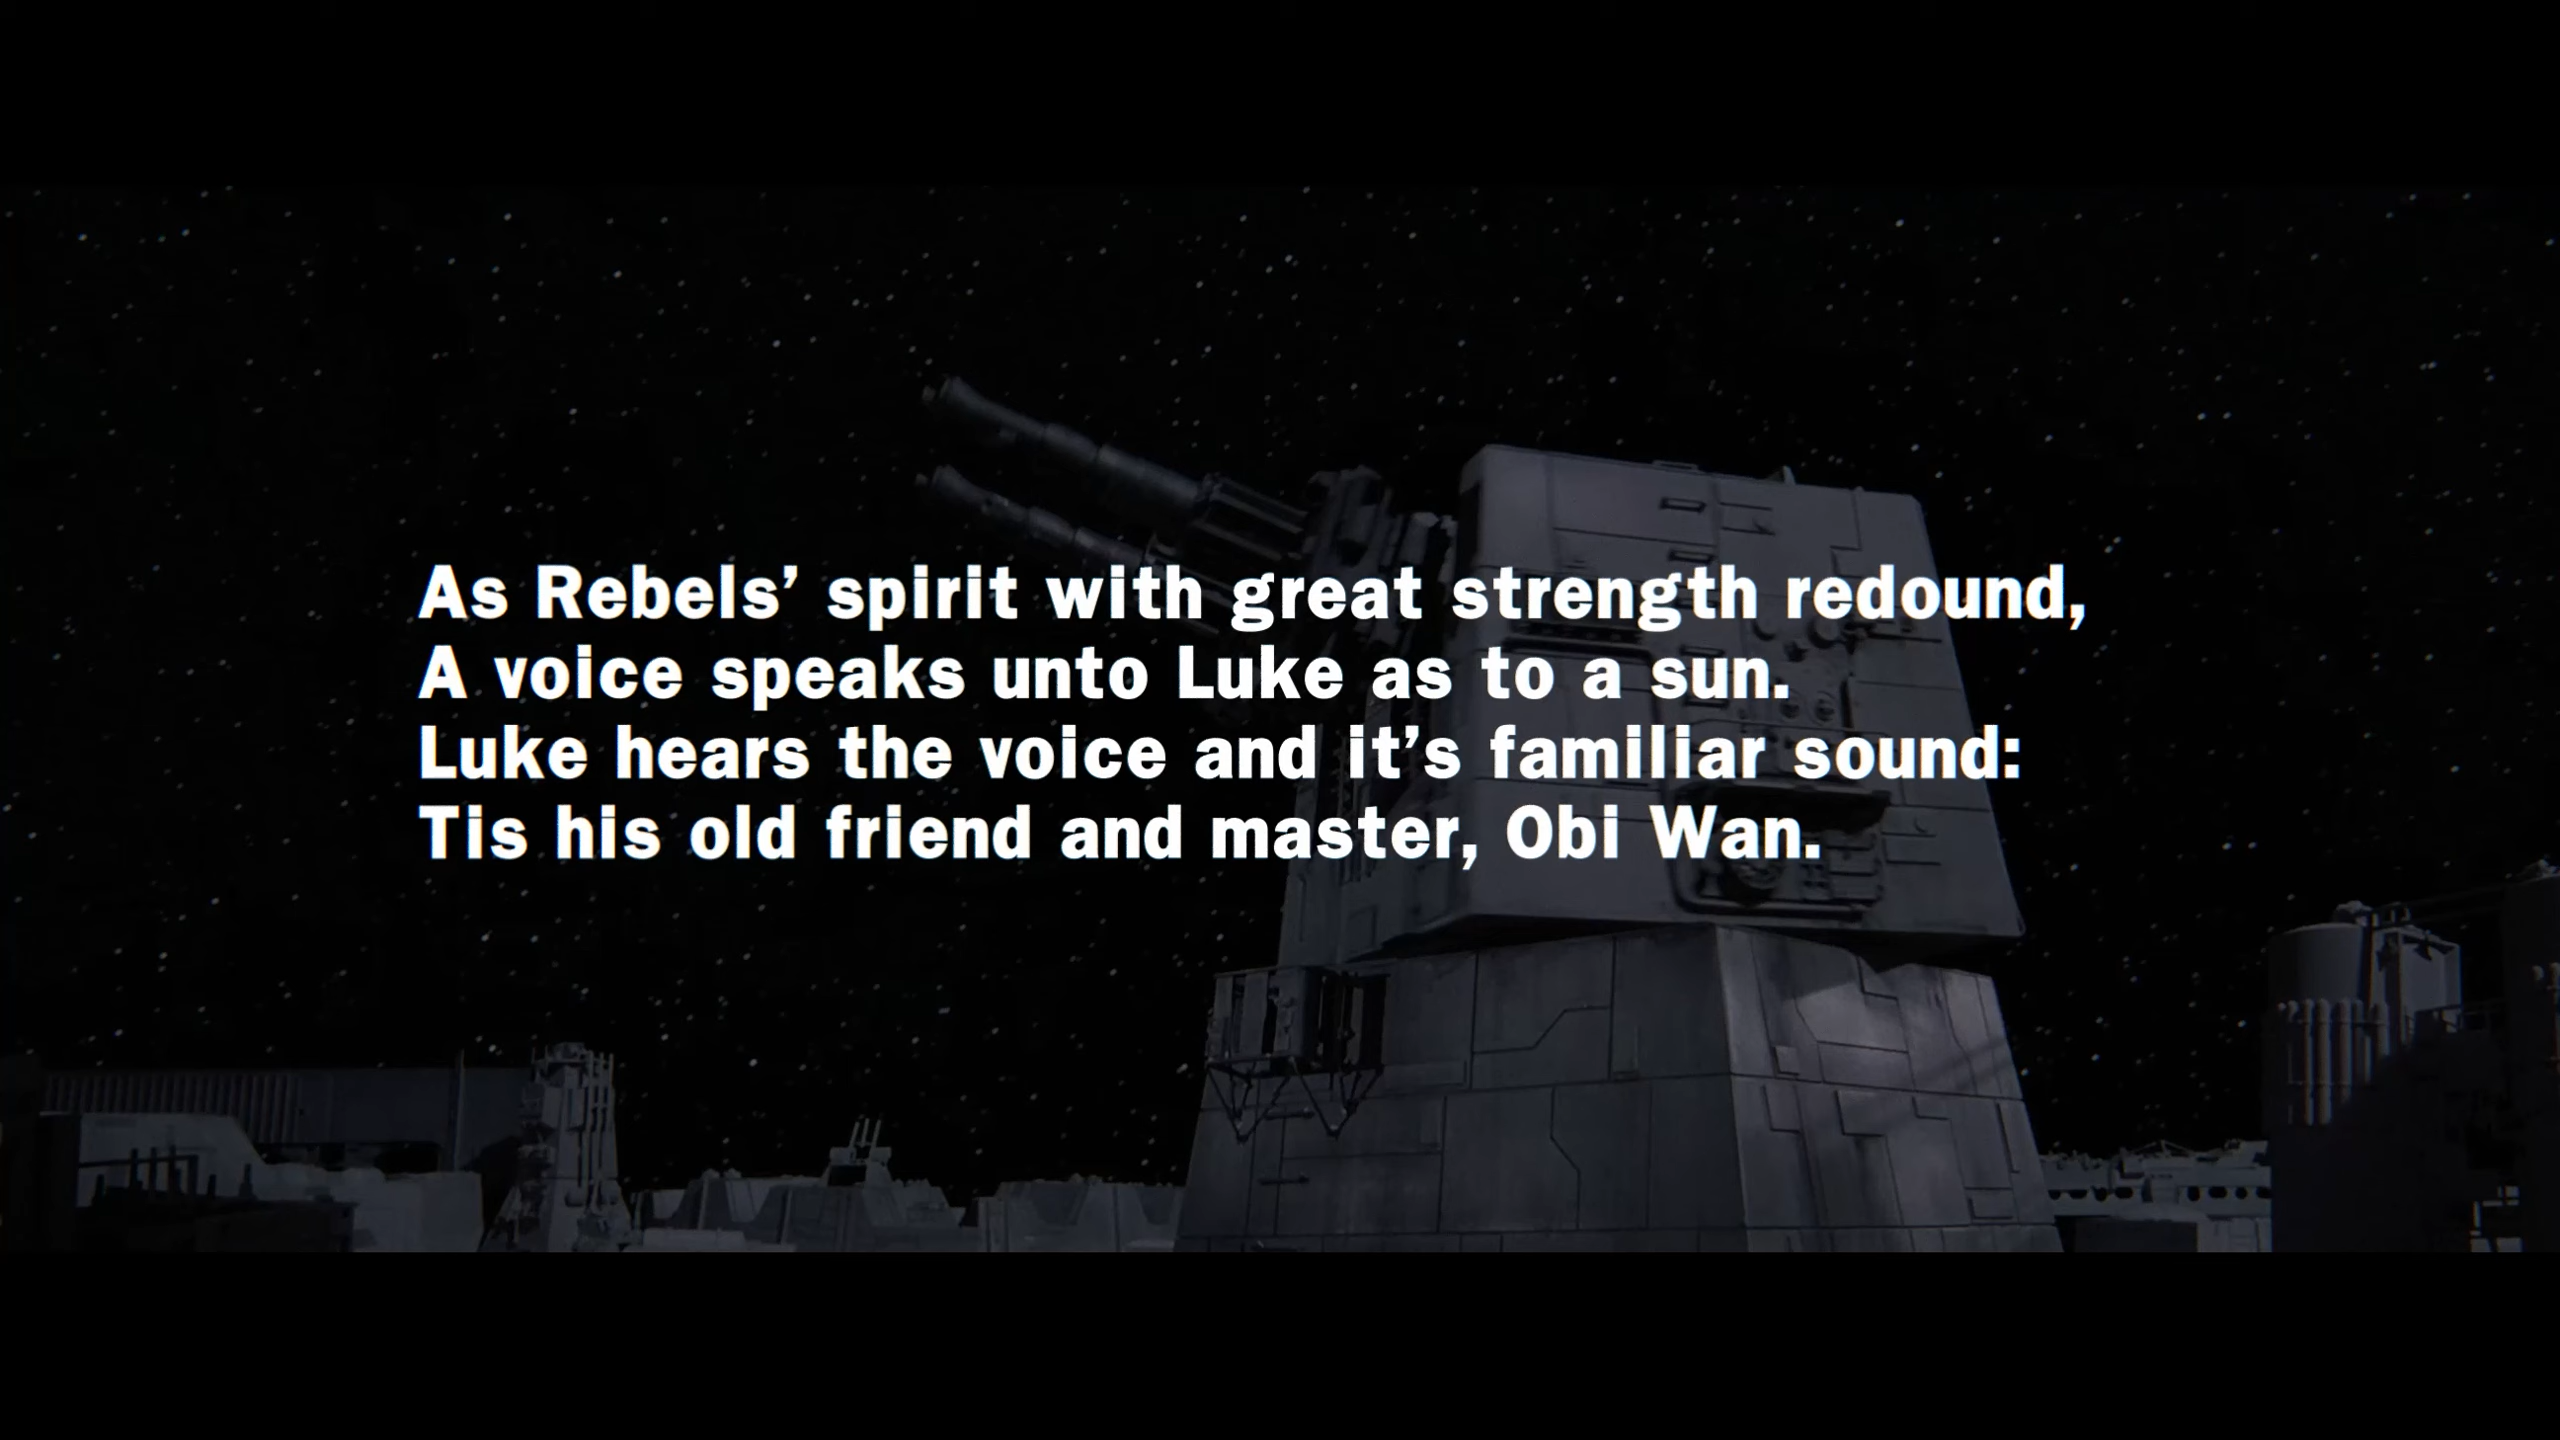 As Rebels’ spirit with great strength redound,
A voice speaks unto Luke as to a sun.
Luke hears the voice and it’s familiar sound:
Tis his old friend and master, Obi Wan.